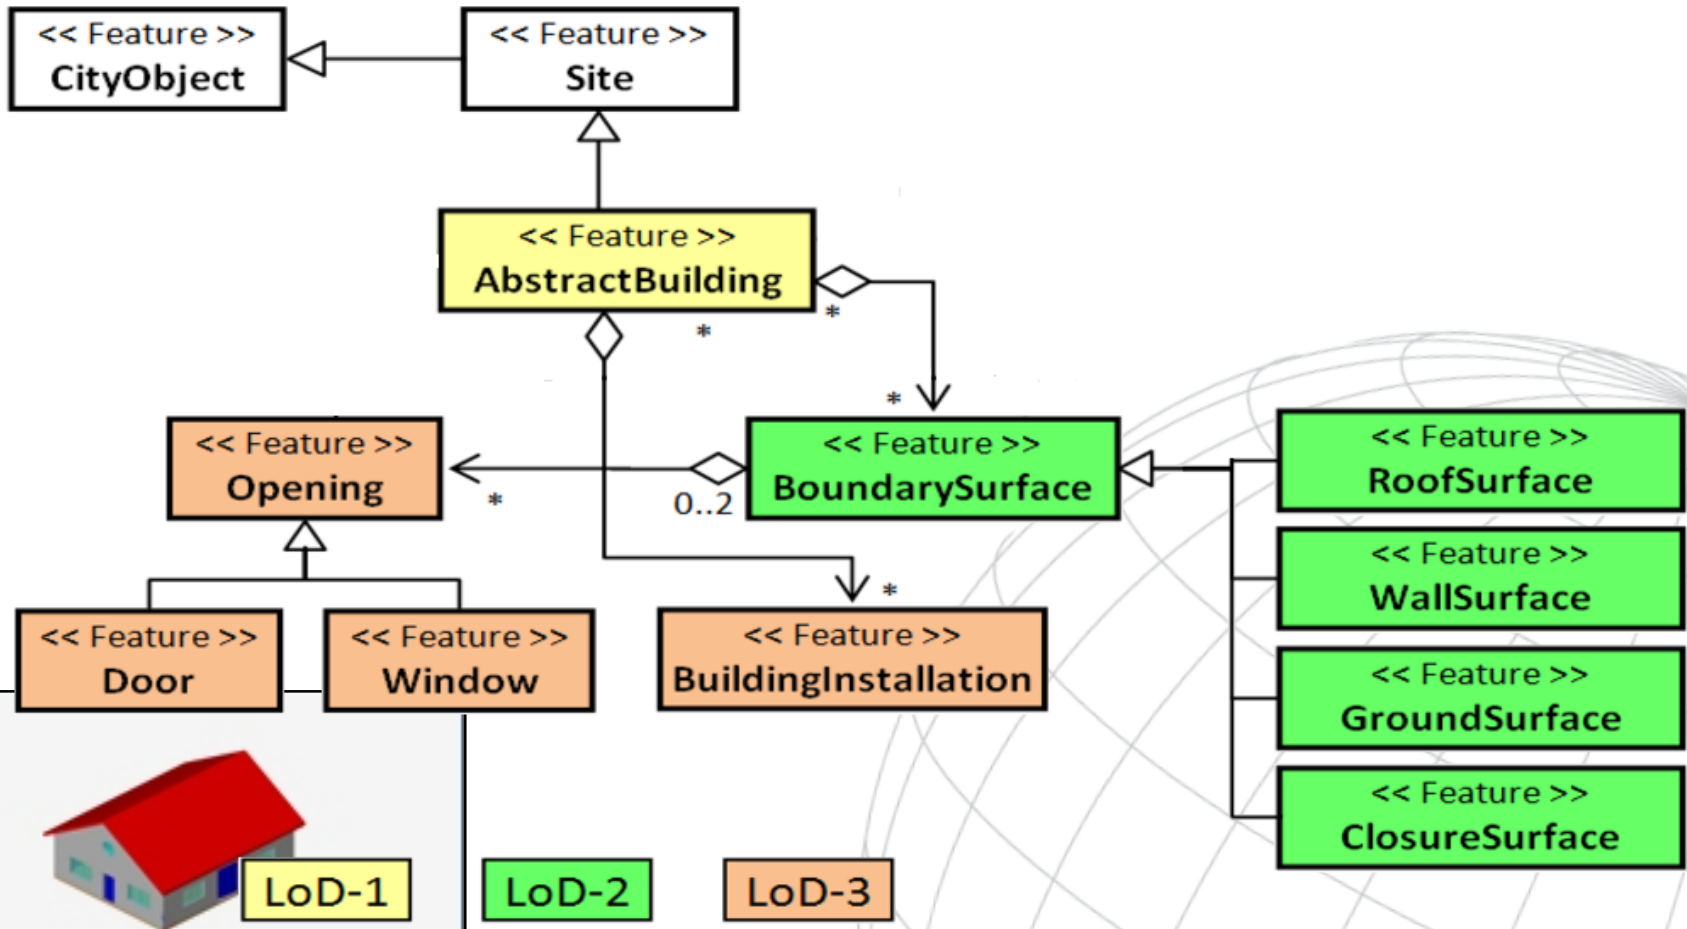 << Feature >>
CityObject
<< Feature >>
Site
<< Feature >>
AbstractBuilding
*
*
*
<< Feature >>
Opening
*
0..2
<< Feature >>
BoundarySurface
<< Feature >>
RoofSurface
<< Feature >>
WallSurface
<< Feature >>
GroundSurface
<< Feature >>
ClosureSurface
<< Feature >>
Door
<< Feature >>
Window
*
<< Feature >>
BuildingInstallation
LoD-1
LoD-2
LoD-3